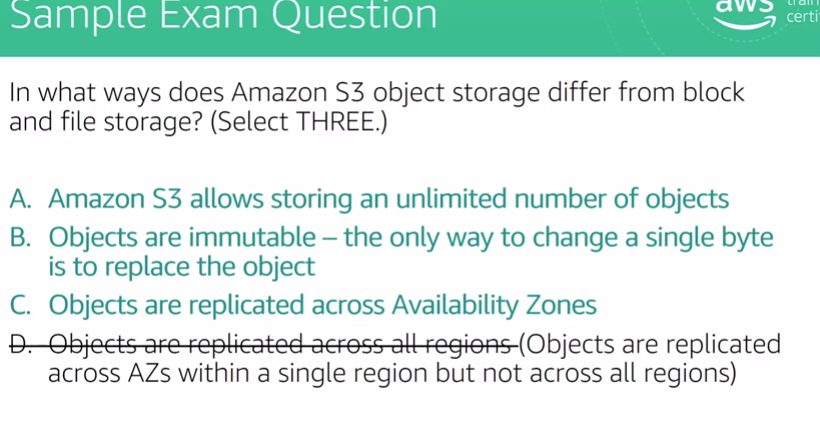 Sample Exam Question
aws
In what ways does Amazon S3 object storage differ from block
and file storage? (Select THREE.)
A. Amazon S3 allows storing an unlimited number of objects
B. Objects are immutable – the only way to change a single byte
is to replace the object
C. Objects are replicated across Availability Zones
D. Objects are replicated across all regions (Objects are replicated
across AZs within a single region but not across all regions)